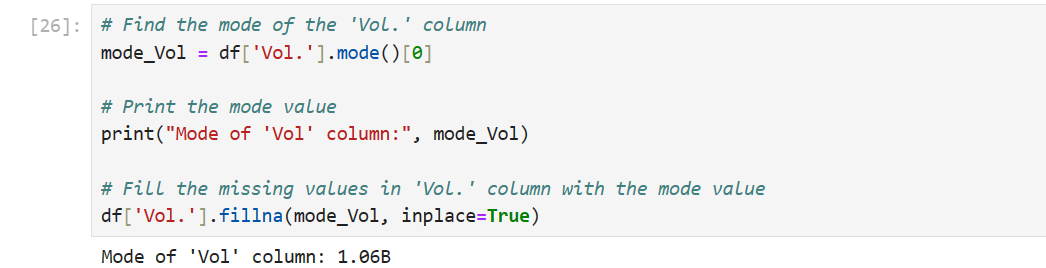 [26]: # Find the mode of the 'Vol.' column
mode_Vol = df['Vol.'].mode()[0]
# Print the mode value
print("Mode of 'Vol' column:", mode_Vol)
# Fill the missing values in 'Vol.' column with the mode value
df['Vol.'].fillna(mode_Vol, inplace=True)
Mode of 'Vol' column: 1.06B